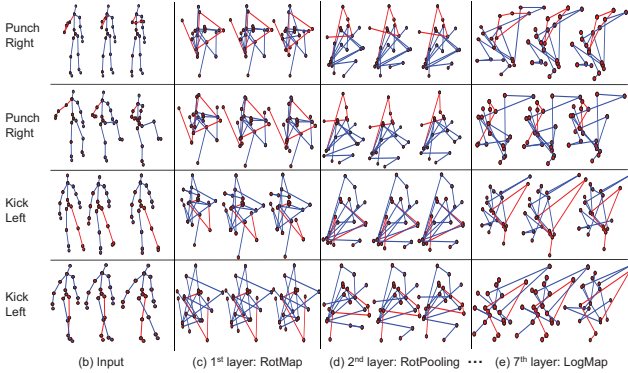 Punch
Right
Punch
Right
Kick
Left
Kick
Left
(b) Input (c) 1st layer: RotMap (d) 2nd layer: RotPooling ··· (e) 7th layer: LogMap